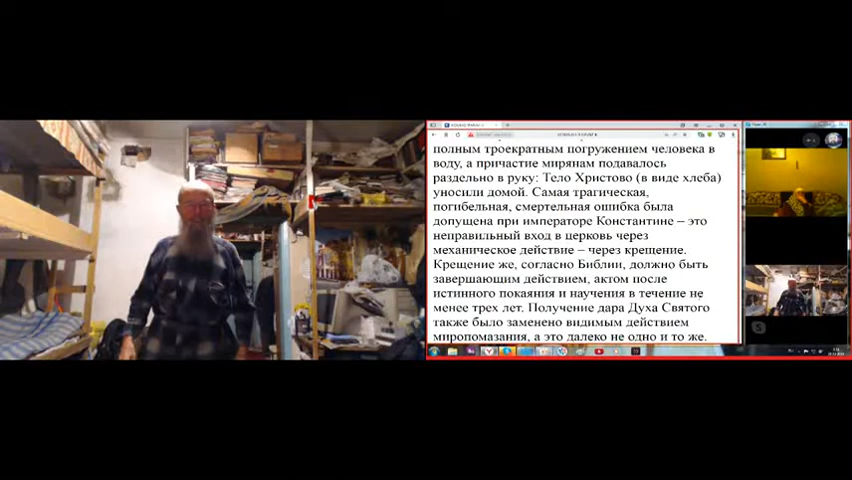 полным троекратным погружением человека в
воду, а причастие мирянам подавалось
раздельно в руку: Тело Христово (в виде хлеба)
уносили домой. Самая трагическая,
погибельная, смертельная ошибка была
допущена при императоре Константине – это
неправильный вход в церковь через
механическое действие – через крещение.
Крещение же, согласно Библии, должно быть
завершающим действием, актом после
истинного покаяния и научения в течение не
менее трех лет. Получение дара Духа Святого
также было заменено видимым действием
миропомазания, а это далеко не одно и то же.